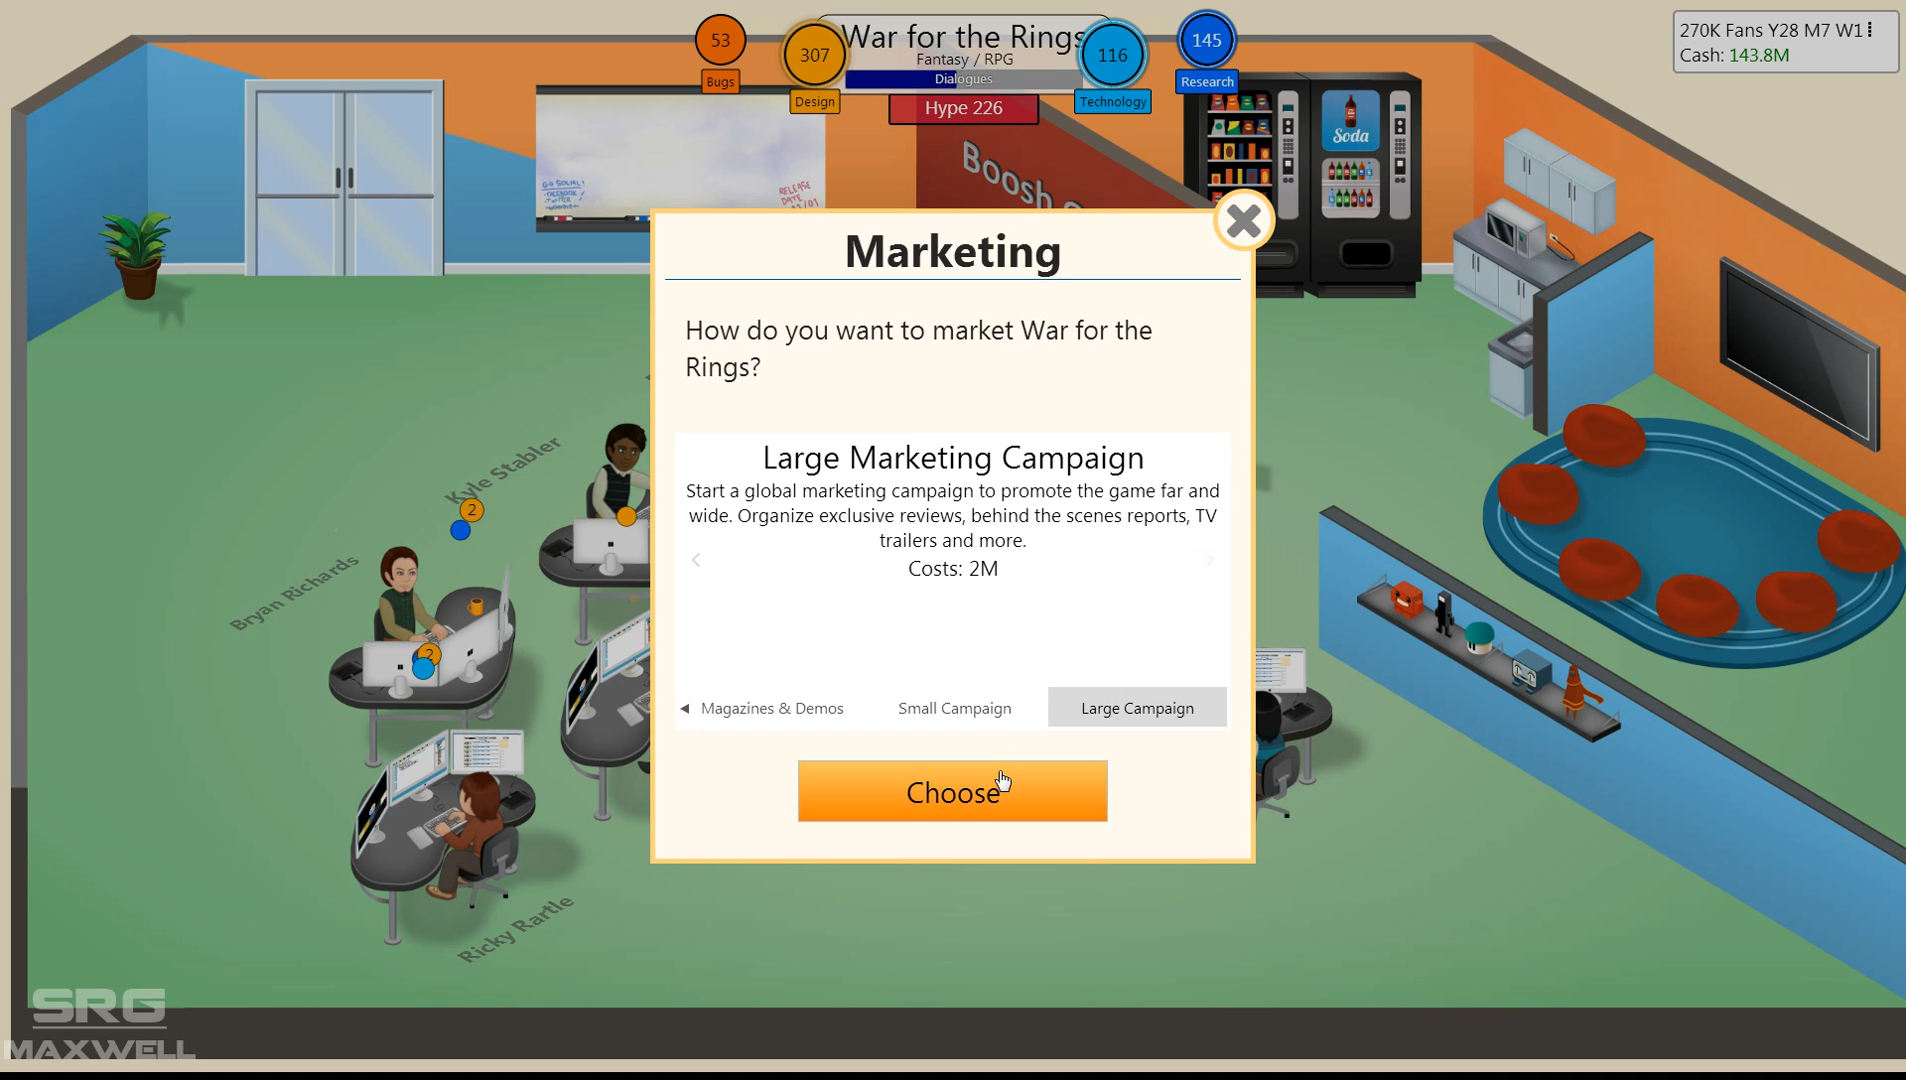 53
Bugs
307
Design
War for the Rings
Fantasy / RPG
Dialogues
Hype 226
116
Technology
145
Research
270K Fans Y28 M7 W1
Cash: 143.8M
Soda
GO SOCIAL!
RELEASE
DATE
Boosh
Marketing
How do you want to market War for the
Rings?
Large Marketing Campaign
Start a global marketing campaign to promote the game far and
wide. Organize exclusive reviews, behind the scenes reports, TV
trailers and more.
Costs: 2M
Magazines & Demos
Small Campaign
Large Campaign
Choose
Kyle Stabler
2
Bryan Richards
2
Ricky Rartle
SRG
MAXWELL